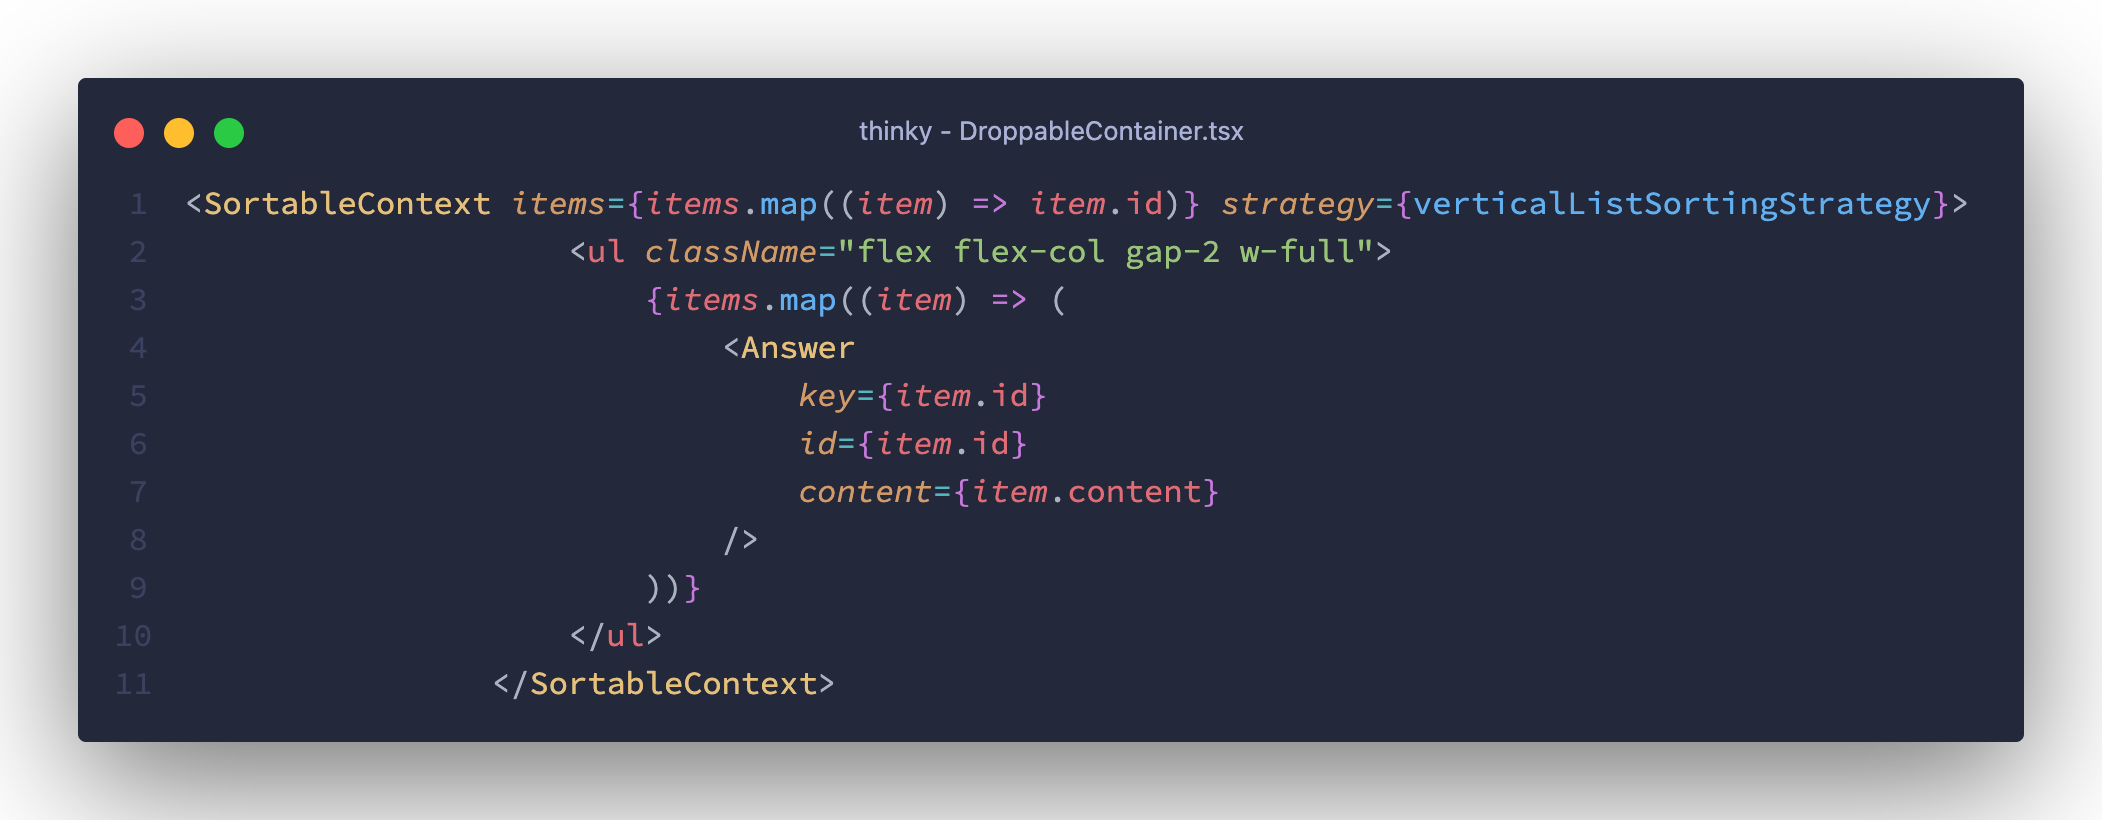 thinky - DroppableContainer.tsx
1 <SortableContext items={items.map((item) => item.id)} strategy={verticalListSortingStrategy}>
2 <ul className="flex flex-col gap-2 w-full">
3 {items.map((item) => (
4 <Answer
5 key={item.id}
6 id={item.id}
7 content={item.content}
8 />
9 ))}
10 </ul>
11 </SortableContext>